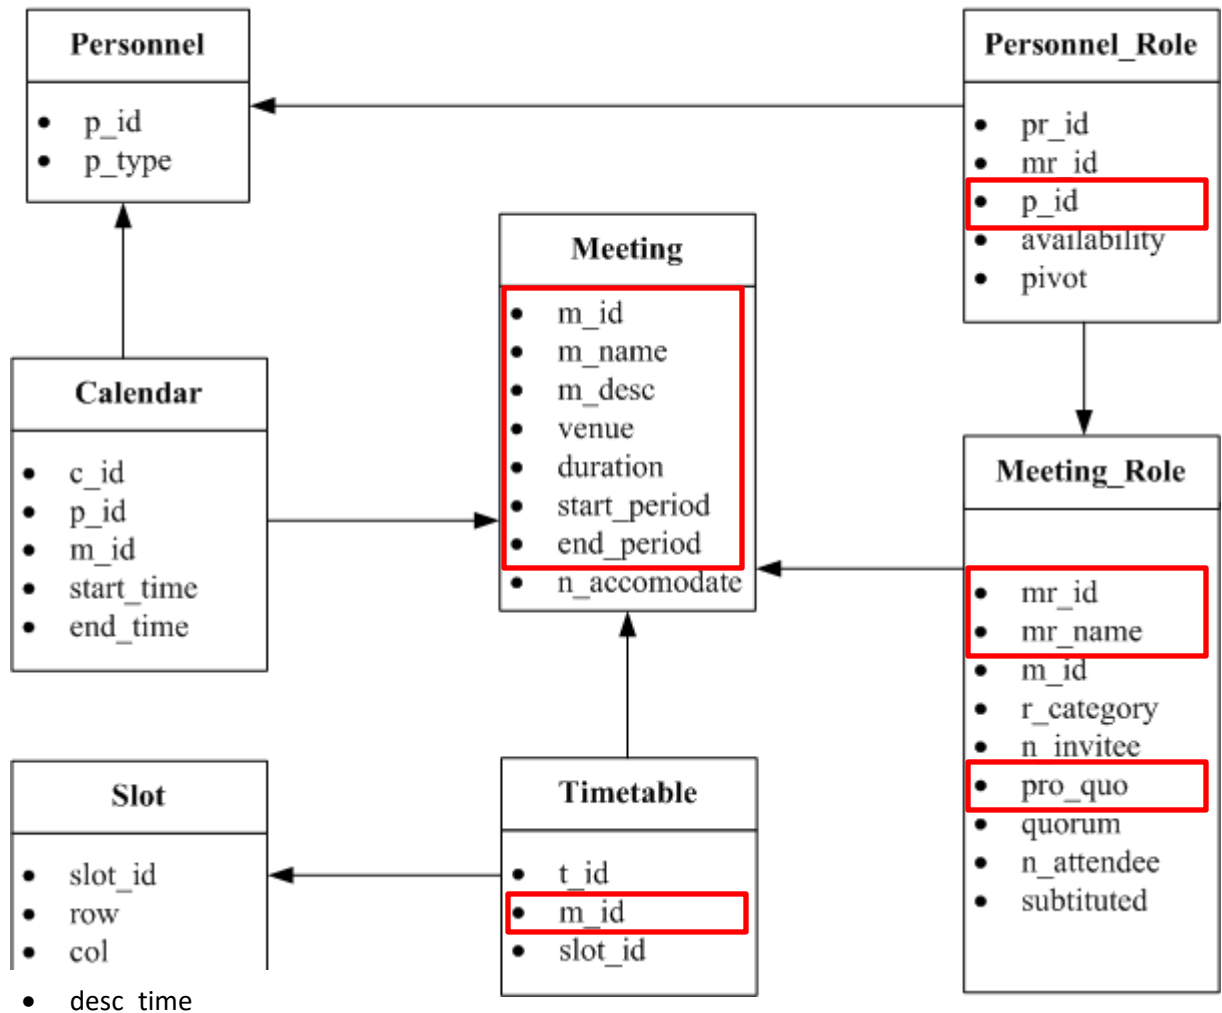 Personnel
• p_id
• p_type
Personnel_Role
• pr_id
• mr_id
• p_id
• availability
• pivot
Meeting
• m_id
• m_name
• m_desc
• venue
• duration
• start_period
• end_period
• n_accomodate
Calendar
• c_id
• p_id
• m_id
• start_time
• end_time
Meeting_Role
• mr_id
• mr_name
• m_id
• r_category
• n_invitee
• pro_quo
• quorum
• n_attendee
• subtituted
Slot
• slot_id
• row
• col
• desc_time
Timetable
• t_id
• m_id
• slot_id